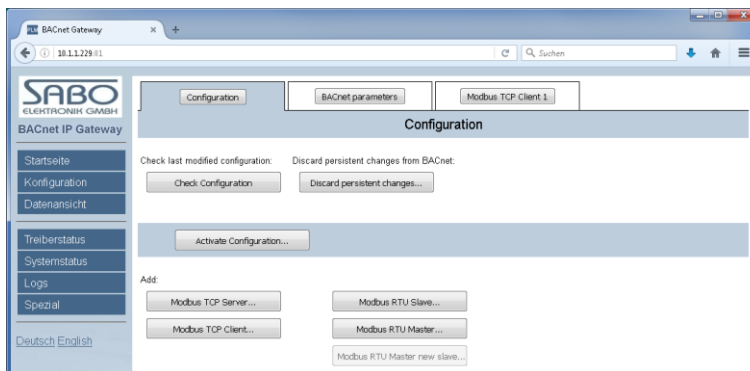 PLM BACnet Gateway
10.1.1.229:81
Suchen
SABO
ELEKTRONIK GMBH
BACnet IP Gateway
Startseite
Konfiguration
Datenansicht
Treiberstatus
Systemstatus
Logs
Spezial
Deutsch English
Configuration BACnet parameters Modbus TCP Client 1
Configuration
Check last modified configuration: Discard persistent changes from BACnet:
Check Configuration Discard persistent changes...
Activate Configuration...
Add:
Modbus TCP Server... Modbus RTU Slave...
Modbus TCP Client... Modbus RTU Master...
Modbus RTU Master new slave...